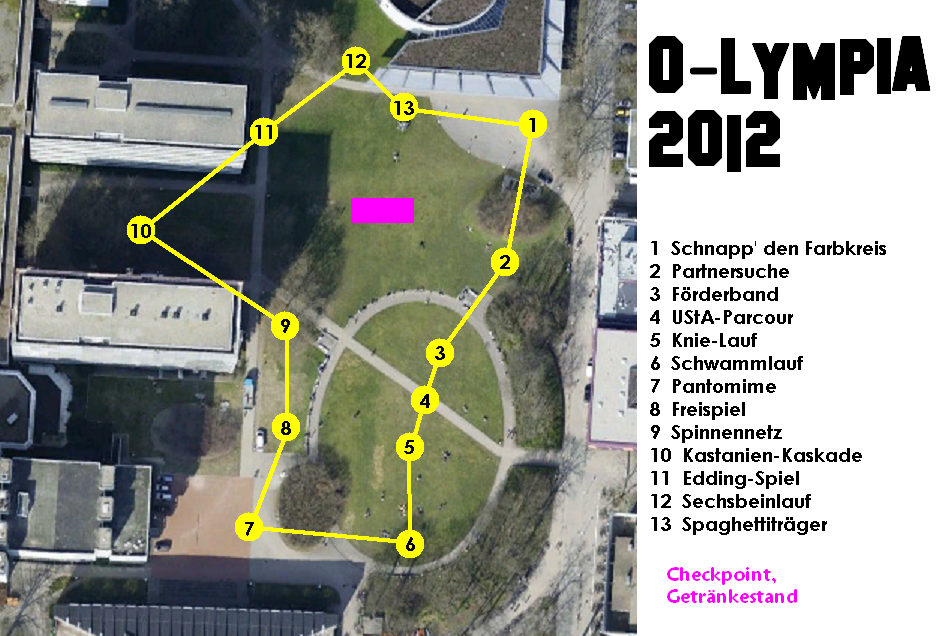 O-LYMPIA
2012
12
13
1
11
10
2
9
3
4
8
5
7
6
1 Schnapp' den Farbkreis
2 Partnersuche
3 Förderband
4 UStA-Parcour
5 Knie-Lauf
6 Schwammlauf
7 Pantomime
8 Freispiel
9 Spinnennetz
10 Kastanien-Kaskade
11 Edding-Spiel
12 Sechsbeinlauf
13 Spaghettiträger
Checkpoint,
Getränkestand